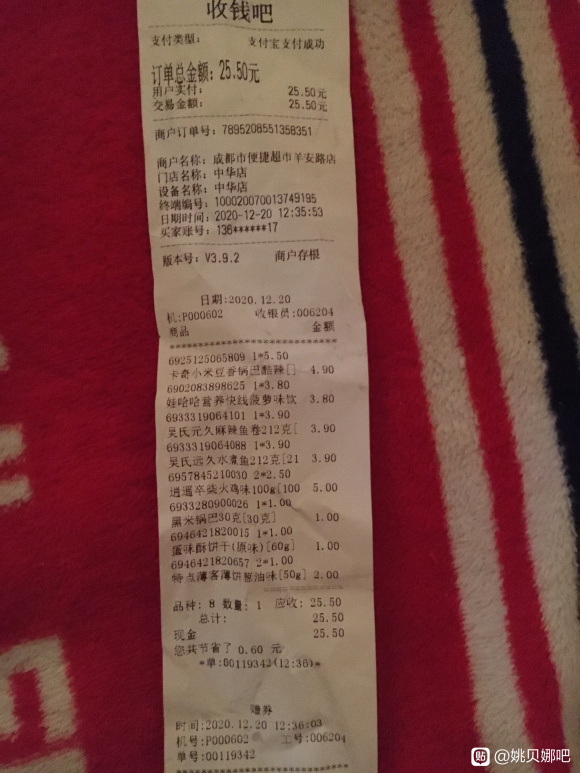 收钱吧
支付类型: 支付宝支付成功
订单总金额: 25.50元
用户实付: 25.50元
交易金额: 25.50元
商户订单号: 7895208551358351
商户名称: 成都市便捷超市羊安路店
门店名称: 中华店
设备名称: 中华店
终端编号: 100020070013749195
日期时间: 2020-12-20 12:35:53
买家账号: 136******17
版本号: V3.9.2 商户存根
日期:2020.12.20
机:P000602 收银员:006204
商品 金额
6925125065809 1*5.50
卡奇小米豆香锅巴酷辣[] 4.90
6902083898625 1*3.80
娃哈哈营养快线菠萝味饮 3.80
6933319064101 1*3.90
吴氏元久麻辣鱼卷212克[ 3.90
6933319064088 1*3.90
吴氏远久水煮鱼212克[21 3.90
6957845210030 2*2.50
逍遥卒柴火鸡味100g[100 5.00
6933280900026 1*1.00
黑米锅巴30克[30克] 1.00
6946421820015 1*1.00
蛋味酥饼干(原味)[60g] 1.00
6946421820657 2*1.00
特点薄客薄饼葱油味[50g] 2.00
品种: 8 数量: 1 应收: 25.50
总计: 25.50
现金 25.50
您共节省了 0.60 元
*单:00119342(12:36)*
赠券
时间:2020.12.20 12:36:03
机号:P000602 工号:006204
单号:00119342
贴 @姚贝娜吧